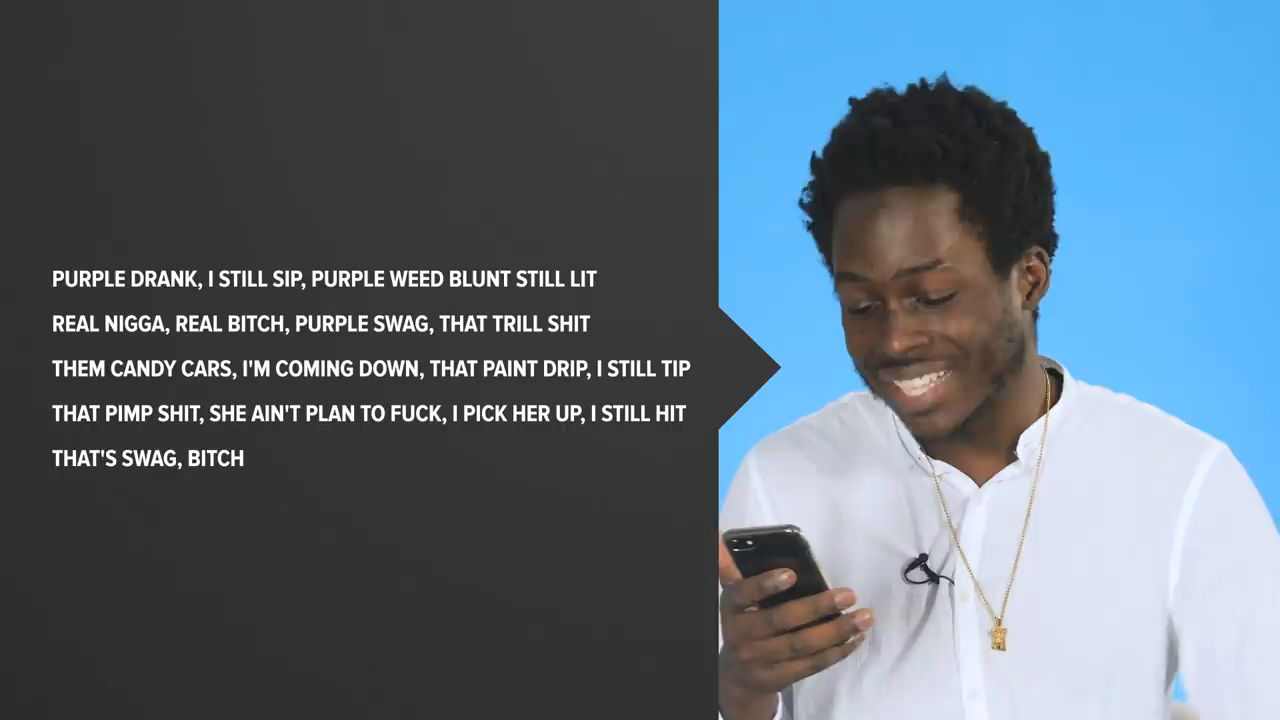 PURPLE DRANK, I STILL SIP, PURPLE WEED BLUNT STILL LIT
REAL NIGGA, REAL BITCH, PURPLE SWAG, THAT TRILL SHIT
THEM CANDY CARS, I'M COMING DOWN, THAT PAINT DRIP, I STILL TIP
THAT PIMP SHIT, SHE AIN'T PLAN TO FUCK, I PICK HER UP, I STILL HIT
THAT'S SWAG, BITCH